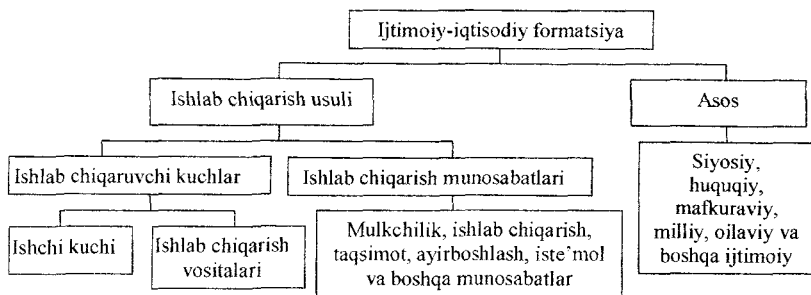 Ijtimoiy-iqtisodiy formatsiya
Ishlab chiqarish usuli
Asos
Ishlab chiqaruvchi kuchlar
Ishlab chiqarish munosabatlari
Siyosiy,
huquqiy,
mafkuraviy,
milliy, oilaviy va
boshqa ijtimoiy
Ishchi kuchi
Ishlab chiqarish
vositalari
Mulkchilik, ishlab chiqarish,
taqsimot, ayirboshlash, iste’mol
va boshqa munosabatlar